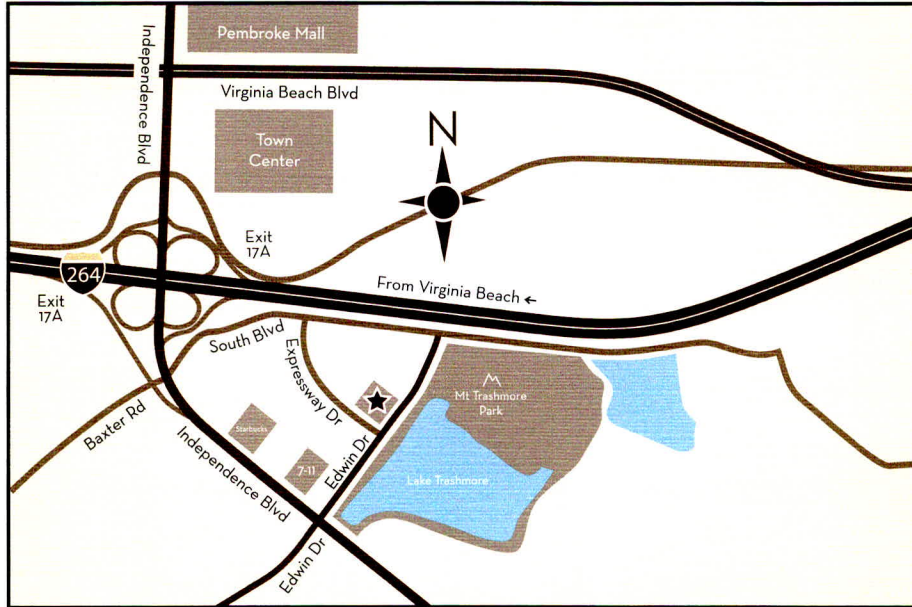 Pembroke Mall
Independence Blvd
Virginia Beach Blvd
Town
Center
N
Exit
17A
264
Exit
17A
From Virginia Beach ←
South Blvd
Expressway Dr
Mt Trashmore
Park
Baxter Rd
Starbucks
Edwin Dr
7-11
Independence Blvd
Lake Trashmore
Edwin Dr